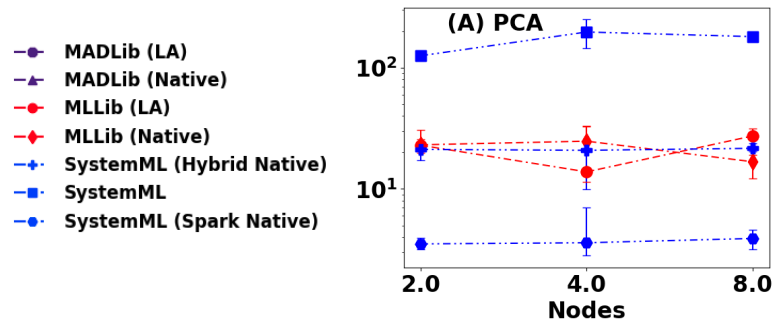 MADLib (LA)
MADLib (Native)
MLLib (LA)
MLLib (Native)
SystemML (Hybrid Native)
SystemML
SystemML (Spark Native)
(A) PCA
10²
10¹
2.0 4.0 8.0
Nodes